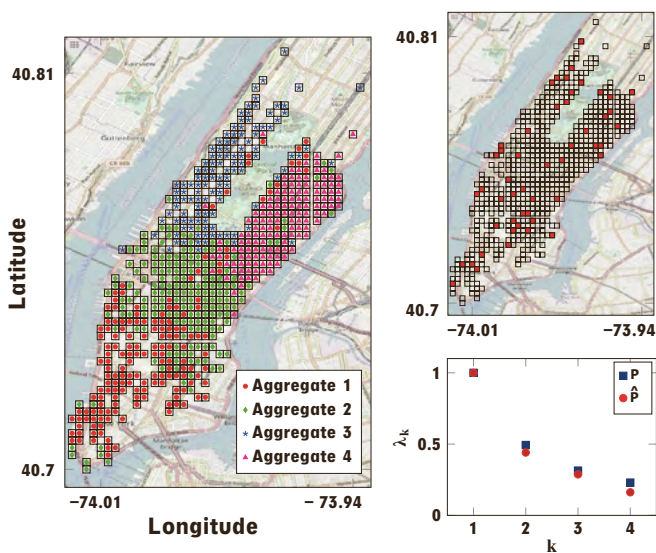 40.81
Latitude
40.7
−74.01
− 73.94
Longitude
Aggregate 1
Aggregate 2
Aggregate 3
Aggregate 4
40.81
40.7
−74.01
−73.94
1
0.5
0
λk
P
P̂
1
2
3
4
k